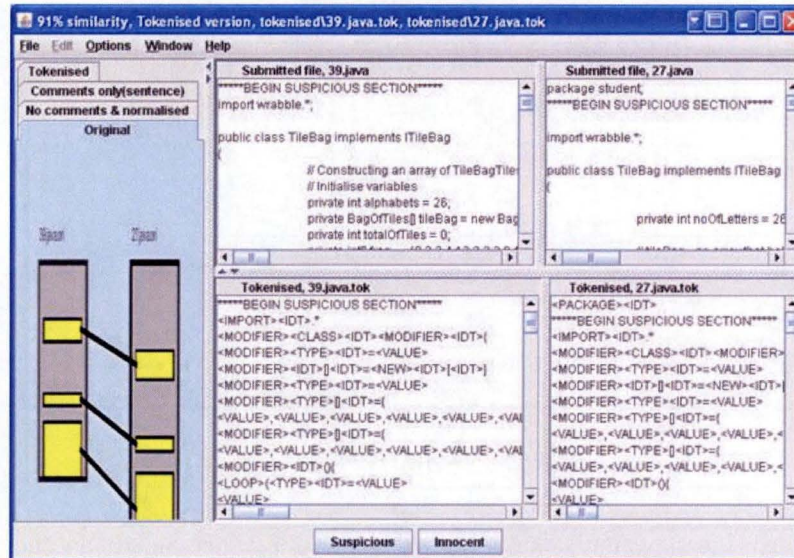 91% similarity, Tokenised version, tokenised\39.java.tok, tokenised\27.java.tok
File Edit Options Window Help
Tokenised
Comments only(sentence)
No comments & normalised
Original
Submitted file, 39.java
*****BEGIN SUSPICIOUS SECTION*****
import wrabble.*;
public class TileBag implements ITileBag
{
// Constructing an array of TileBagTile
// Initialise variables
private int alphabets = 26;
private BagOfTiles[] tileBag = new Bag
private int totalOfTiles = 0;
Submitted file, 27.java
package student;
*****BEGIN SUSPICIOUS SECTION*****
import wrabble.*;
public class TileBag implements ITileBag
{
private int noOfLetters = 26
Tokenised, 39.java.tok
*****BEGIN SUSPICIOUS SECTION*****
<IMPORT><IDT>.*
<MODIFIER><CLASS><IDT><MODIFIER><IDT>{
<MODIFIER><TYPE><IDT>=<VALUE>
<MODIFIER><IDT>[]<IDT>=<NEW><IDT>[<IDT>]
<MODIFIER><TYPE><IDT>=<VALUE>
<MODIFIER><TYPE>[]<IDT>={
<VALUE>,<VALUE>,<VALUE>,<VALUE>,<VALUE>,<VAL
<MODIFIER><TYPE>[]<IDT>={
<VALUE>,<VALUE>,<VALUE>,<VALUE>,<VALUE>,<VAL
<MODIFIER><IDT>(){
<LOOP>(<TYPE><IDT>=<VALUE>
<VALUE>
Tokenised, 27.java.tok
<PACKAGE><IDT>
*****BEGIN SUSPICIOUS SECTION*****
<IMPORT><IDT>.*
<MODIFIER><CLASS><IDT><MODIFIER>
<MODIFIER><TYPE><IDT>=<VALUE>
<MODIFIER><IDT>[]<IDT>=<NEW><IDT>[
<MODIFIER><TYPE><IDT>=<VALUE>
<MODIFIER><TYPE>[]<IDT>={
<VALUE>,<VALUE>,<VALUE>,<VALUE>,<
<MODIFIER><TYPE>[]<IDT>={
<VALUE>,<VALUE>,<VALUE>,<VALUE>,<
<MODIFIER><IDT>(){
<VALUE>
Suspicious Innocent